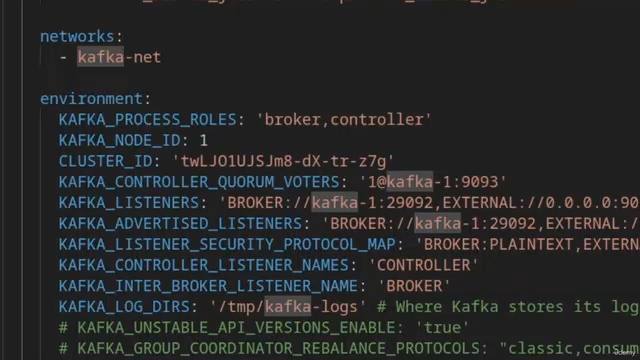 networks:
- kafka-net
environment:
KAFKA_PROCESS_ROLES: 'broker,controller'
KAFKA_NODE_ID: 1
CLUSTER_ID: 'twLJO1UJSJm8-dX-tr-z7g'
KAFKA_CONTROLLER_QUORUM_VOTERS: '1@kafka-1:9093'
KAFKA_LISTENERS: 'BROKER://kafka-1:29092,EXTERNAL://0.0.0.0:90
KAFKA_ADVERTISED_LISTENERS: 'BROKER://kafka-1:29092,EXTERNAL:/
KAFKA_LISTENER_SECURITY_PROTOCOL_MAP: 'BROKER:PLAINTEXT,EXTERN
KAFKA_CONTROLLER_LISTENER_NAMES: 'CONTROLLER'
KAFKA_INTER_BROKER_LISTENER_NAME: 'BROKER'
KAFKA_LOG_DIRS: '/tmp/kafka-logs' # Where Kafka stores its log
# KAFKA_UNSTABLE_API_VERSIONS_ENABLE: 'true'
# KAFKA_GROUP_COORDINATOR_REBALANCE_PROTOCOLS: "classic,consum